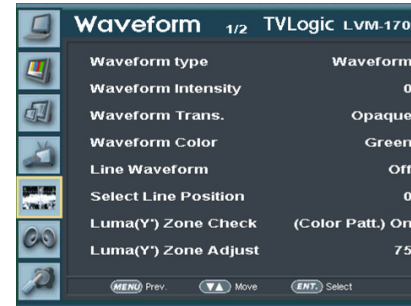 Waveform 1/2 TVLogic LVM-170
Waveform type Waveform
Waveform Intensity 0
Waveform Trans. Opaque
Waveform Color Green
Line Waveform Off
Select Line Position 0
Luma(Y') Zone Check (Color Patt.) On
Luma(Y') Zone Adjust 75
MENU Prev. ▼▲ Move ENT. Select